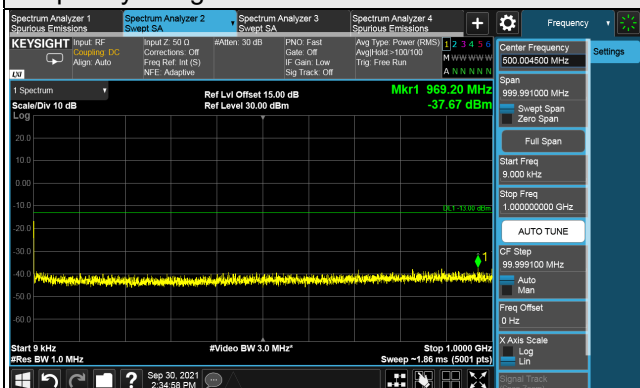 Spectrum Analyzer 1
Spurious Emissions
Spectrum Analyzer 2
Swept SA
Spectrum Analyzer 3
Swept SA
Spectrum Analyzer 4
Spurious Emissions
+
Frequency
KEYSIGHT
Input: RF
Coupling: DC
Align: Auto
Input Z: 50 Ω
Corrections: Off
Freq Ref: Int (S)
NFE: Adaptive
#Atten: 30 dB
PNO: Fast
Gate: Off
IF Gain: Low
Sig Track: Off
Avg Type: Power (RMS)
Avg|Hold:>100/100
Trig: Free Run
1 2 3 4 5 6
M W W W W W
A N N N N N
LXI
1 Spectrum
Scale/Div 10 dB
Ref Lvl Offset 15.00 dB
Ref Level 30.00 dBm
Mkr1 969.20 MHz
-37.67 dBm
Log
20.0
10.0
0.00
-10.0
DL1 -13.00 dBm
-20.0
-30.0
1
-40.0
-50.0
-60.0
Start 9 kHz
#Res BW 1.0 MHz
#Video BW 3.0 MHz*
Stop 1.0000 GHz
Sweep ~1.86 ms (5001 pts)
Center Frequency
500.004500 MHz
Settings
Span
999.991000 MHz
Swept Span
Zero Span
Full Span
Start Freq
9.000 kHz
Stop Freq
1.000000000 GHz
AUTO TUNE
CF Step
99.999100 MHz
Auto
Man
Freq Offset
0 Hz
X Axis Scale
Log
Lin
Signal Track
?
Sep 30, 2021
2:34:58 PM